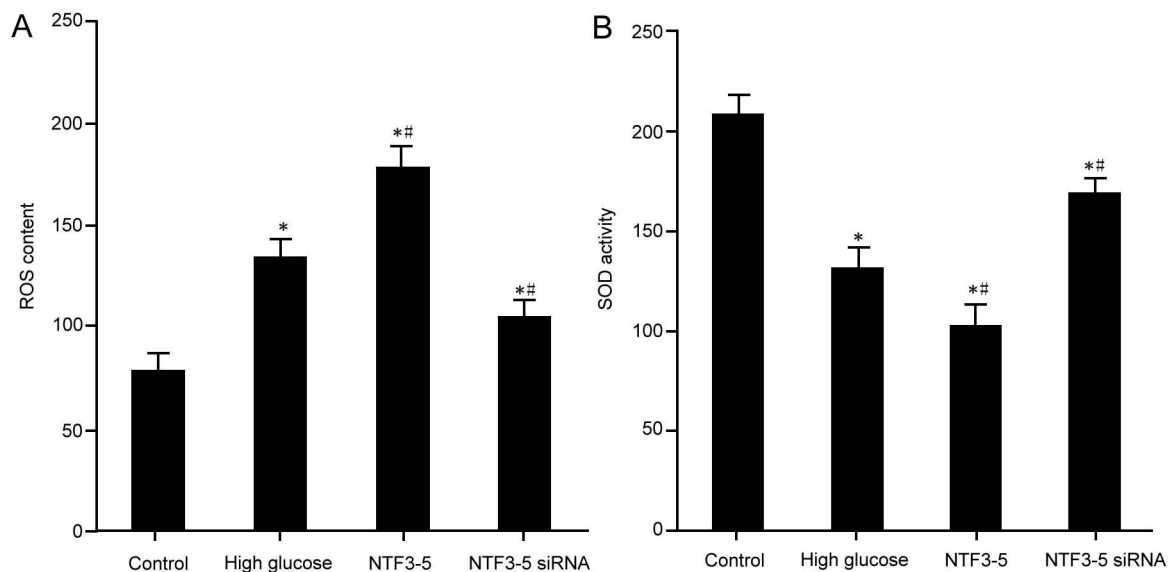 A
ROS content
250
200
150
100
50
0
*
*#
*#
Control
High glucose
NTF3-5
NTF3-5 siRNA
B
SOD activity
250
200
150
100
50
0
*
*#
*#
Control
High glucose
NTF3-5
NTF3-5 siRNA